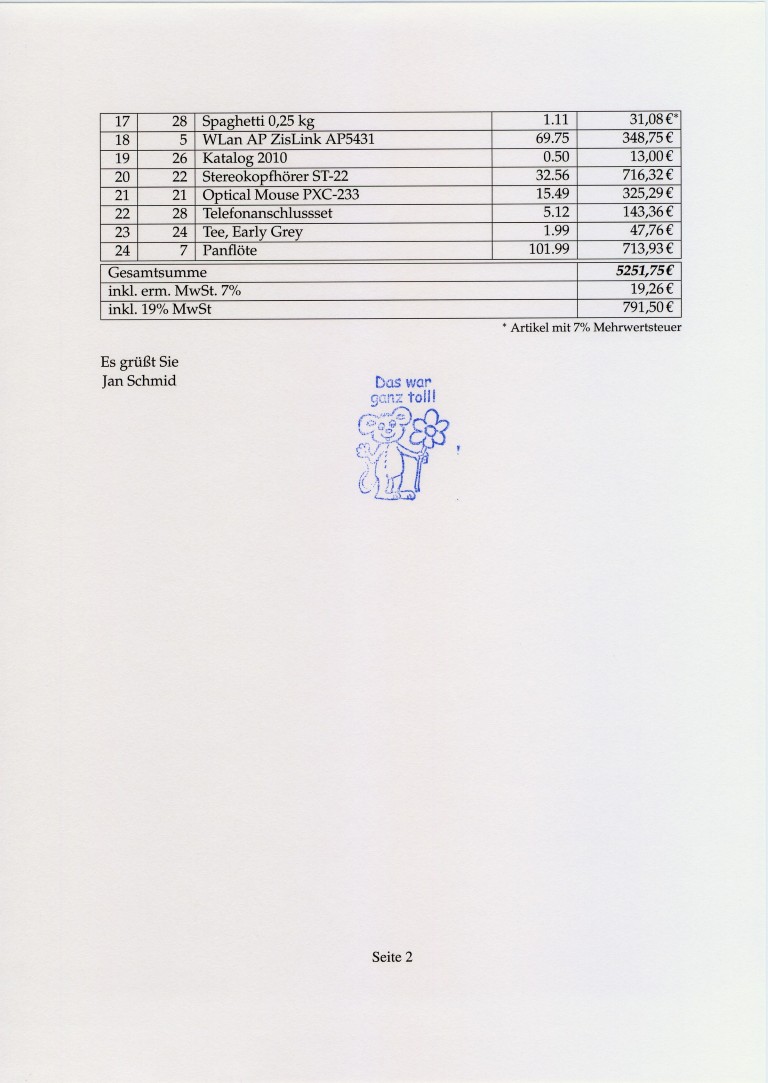 17 28 Spaghetti 0,25 kg 1.11 31,08 €*
18 5 WLan AP ZisLink AP5431 69.75 348,75 €
19 26 Katalog 2010 0.50 13,00 €
20 22 Stereokopfhörer ST-22 32.56 716,32 €
21 21 Optical Mouse PXC-233 15.49 325,29 €
22 28 Telefonanschlussset 5.12 143,36 €
23 24 Tee, Early Grey 1.99 47,76 €
24 7 Panflöte 101.99 713,93 €
Gesamtsumme 5251,75 €
inkl. erm. MwSt. 7% 19,26 €
inkl. 19% MwSt 791,50 €
* Artikel mit 7% Mehrwertsteuer
Es grüßt Sie
Jan Schmid
Das war
ganz toll!
Seite 2